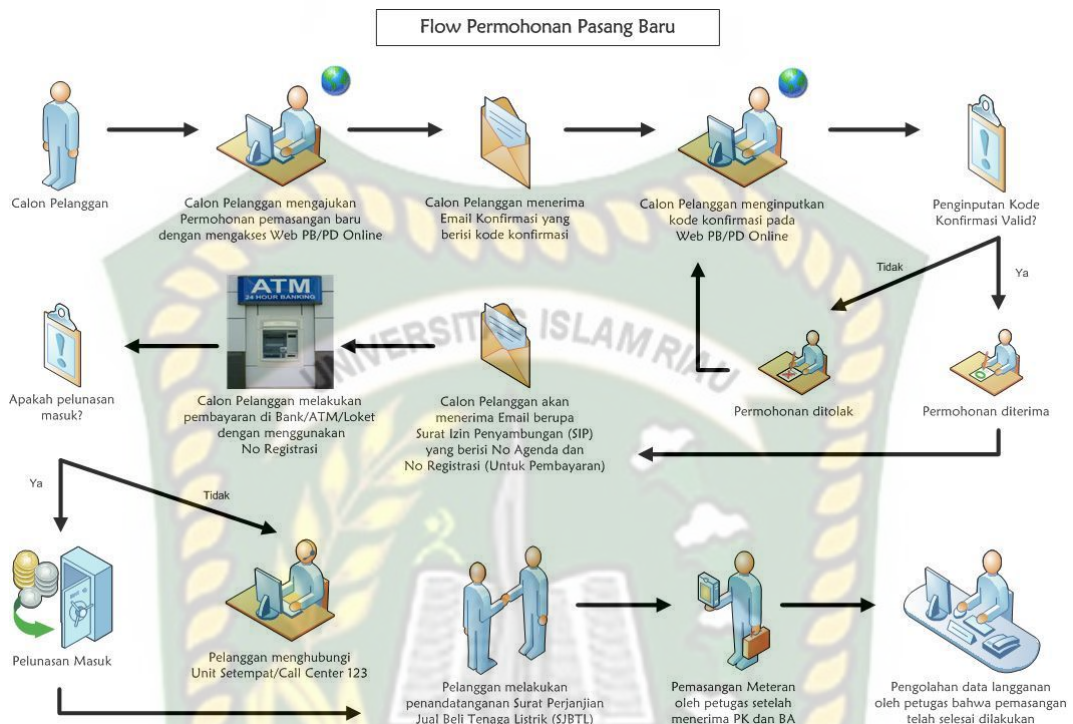 Flow Permohonan Pasang Baru
Calon Pelanggan
Calon Pelanggan mengajukan
Permohonan pemasangan baru
dengan mengakses Web PB/PD Online
Calon Pelanggan menerima
Email Konfirmasi yang
berisi kode konfirmasi
Calon Pelanggan menginputkan
kode konfirmasi pada
Web PB/PD Online
Penginputan Kode
Konfirmasi Valid?
Tidak
Ya
ATM
24 HOUR BANKING
UNIVERSITAS ISLAM RIAU
Apakah pelunasan
masuk?
Calon Pelanggan melakukan
pembayaran di Bank/ATM/Loket
dengan menggunakan
No Registrasi
Calon Pelanggan akan
menerima Email berupa
Surat Izin Penyambungan (SIP)
yang berisi No Agenda dan
No Registrasi (Untuk Pembayaran)
Permohonan ditolak
Permohonan diterima
Ya
Tidak
Pelunasan Masuk
Pelanggan menghubungi
Unit Setempat/Call Center 123
Pelanggan melakukan
penandatanganan Surat Perjanjian
Jual Beli Tenaga Listrik (SJBTL)
Pemasangan Meteran
oleh petugas setelah
menerima PK dan BA
Pengolahan data langganan
oleh petugas bahwa pemasangan
telah selesai dilakukan